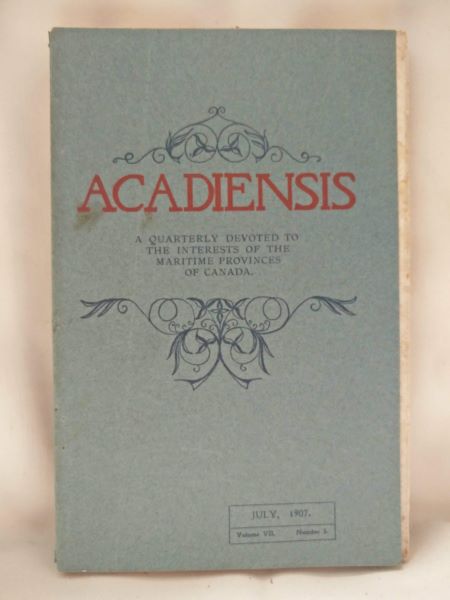 ACADIENSIS
A QUARTERLY DEVOTED TO
THE INTERESTS OF THE
MARITIME PROVINCES
OF CANADA.
JULY, 1907.
Volume VII. Number 3.